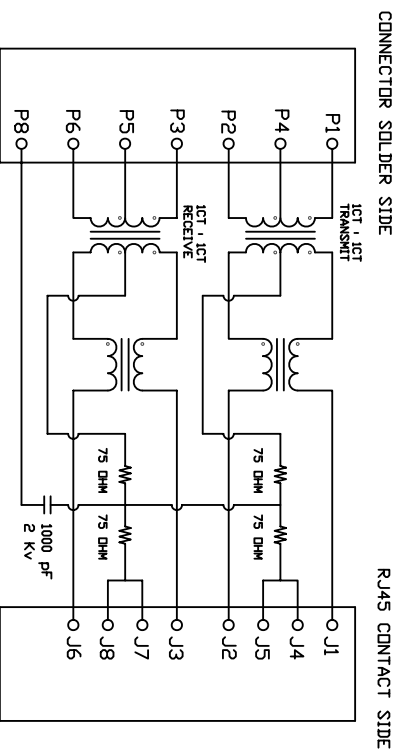 CONNECTOR SOLDER SIDE
RJ45 CONTACT SIDE
P1
P4
P2
P3
P5
P6
P8
1CT : 1CT
TRANSMIT
1CT : 1CT
RECEIVE
75 OHM
75 OHM
75 OHM
75 OHM
1000 pF
2 Kv
J1
J4
J5
J2
J3
J7
J8
J6